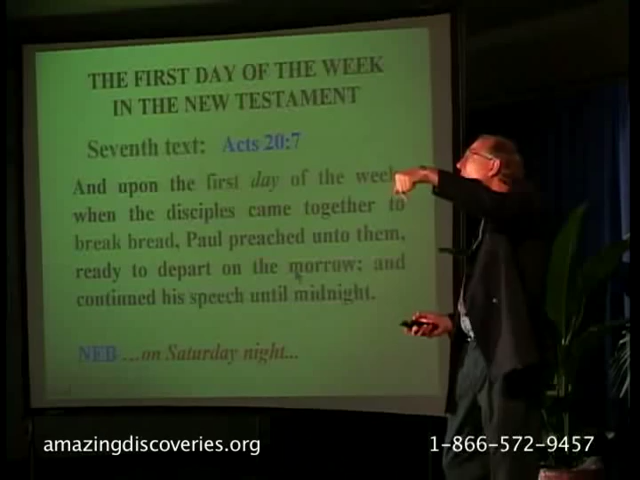 THE FIRST DAY OF THE WEEK
IN THE NEW TESTAMENT
Seventh text: Acts 20:7
And upon the first day of the week
when the disciples came together to
break bread, Paul preached unto them,
ready to depart on the morrow; and
continued his speech until midnight.
NEB ...on Saturday night...
amazingdiscoveries.org 1-866-572-9457